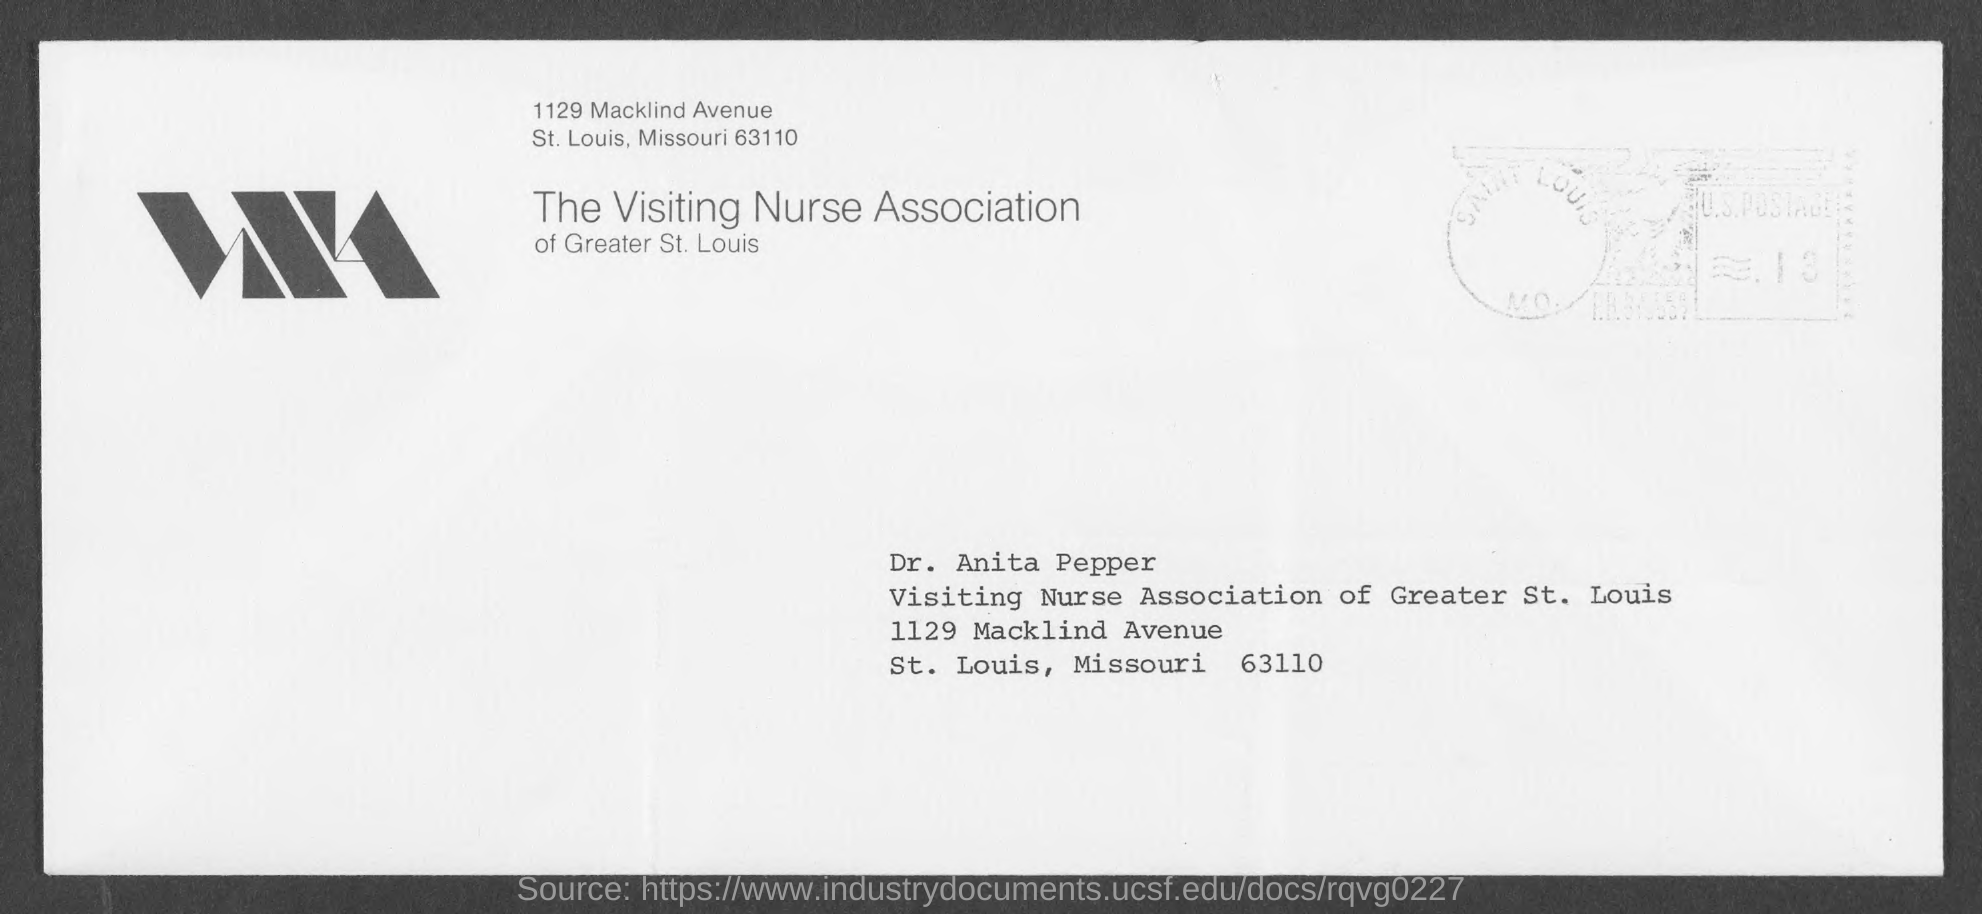 1129 Macklind Avenue
St. Louis, Missouri 63110
VNA
The Visiting Nurse Association
of Greater St. Louis
SAINT LOUIS
MO.
U.S. POSTAGE
.13
Dr. Anita Pepper
Visiting Nurse Association of Greater St. Louis
1129 Macklind Avenue
St. Louis, Missouri 63110
Source: https://www.industrydocuments.ucsf.edu/docs/rqvg0227